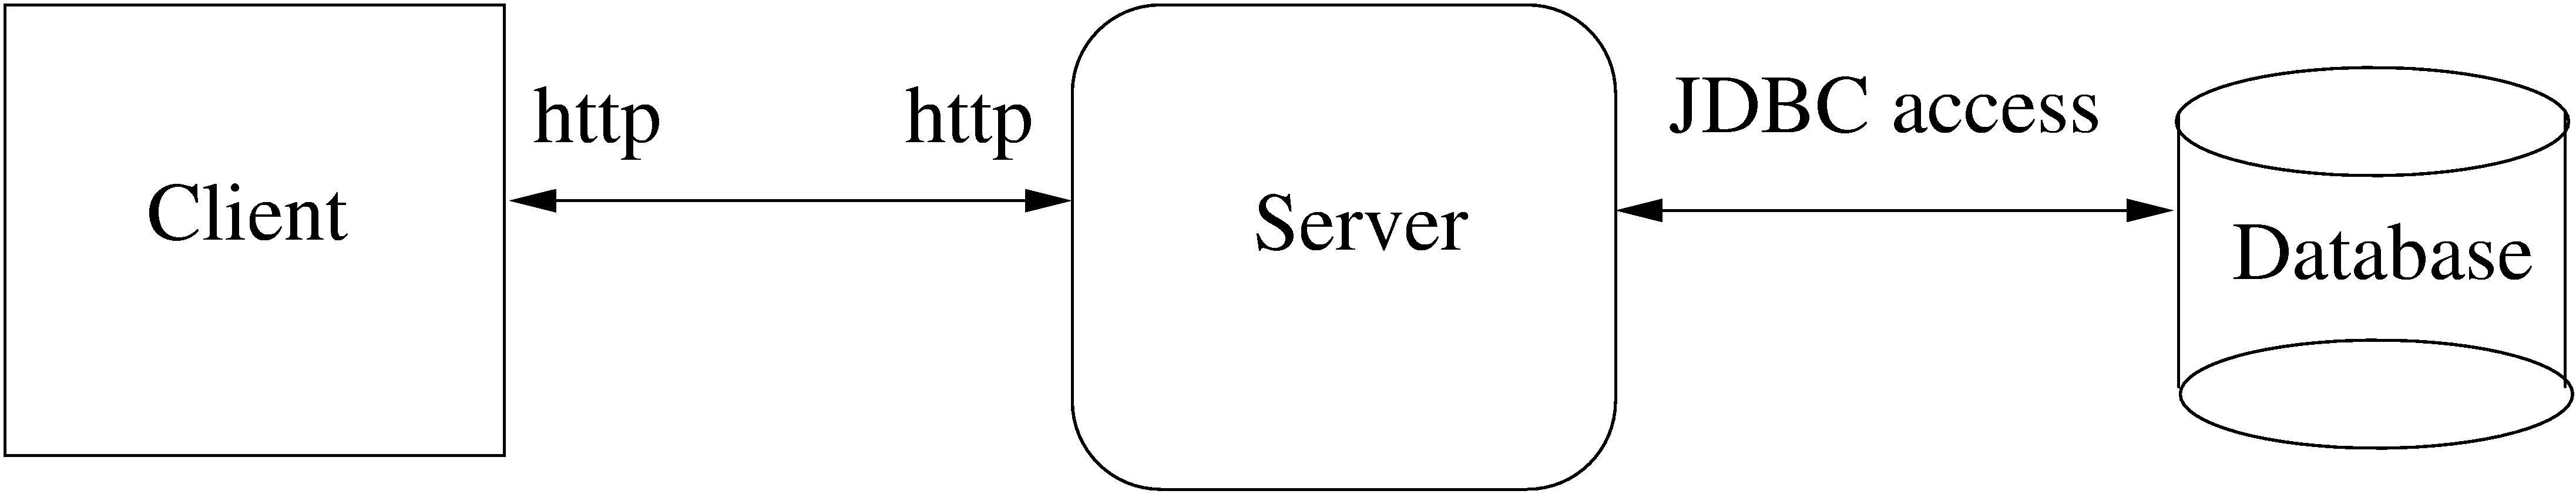 Client
http
http
Server
JDBC access
Database